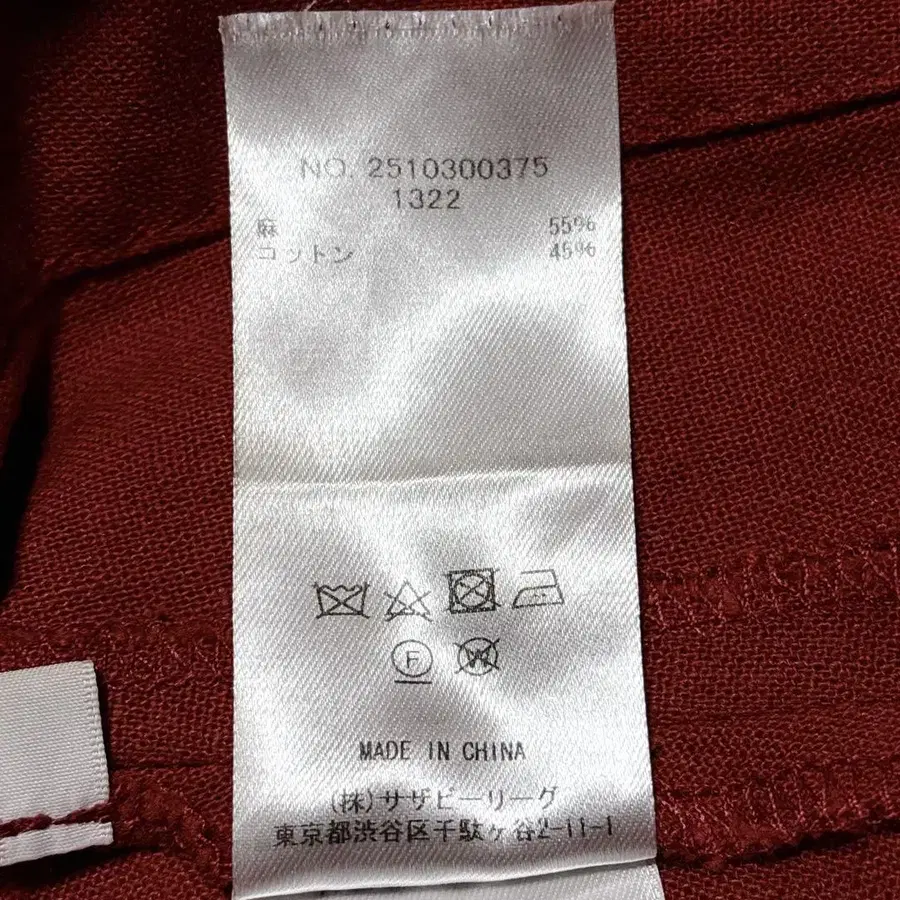 NO. 2510300375
1322
麻 55%
コットン 45%
F
W
MADE IN CHINA
(株)サザビーリーグ
東京都渋谷区千駄ヶ谷2-11-1